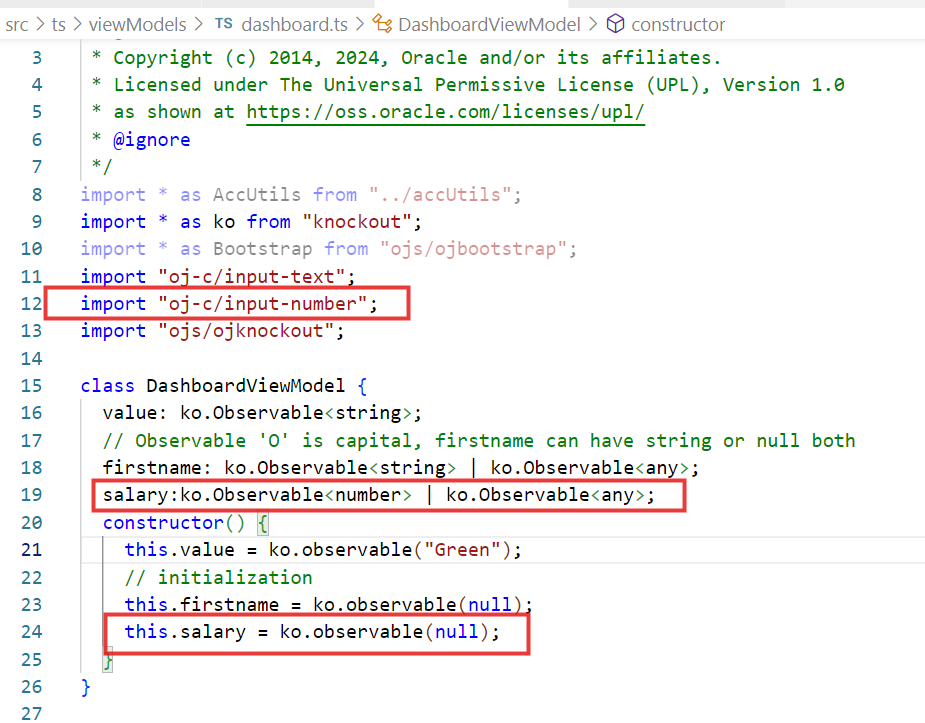 src > ts > viewModels > TS dashboard.ts > DashboardViewModel > constructor
3 * Copyright (c) 2014, 2024, Oracle and/or its affiliates.
4 * Licensed under The Universal Permissive License (UPL), Version 1.0
5 * as shown at https://oss.oracle.com/licenses/upl/
6 * @ignore
7 */
8 import * as AccUtils from "../accUtils";
9 import * as ko from "knockout";
10 import * as Bootstrap from "ojs/ojbootstrap";
11 import "oj-c/input-text";
12 import "oj-c/input-number";
13 import "ojs/ojknockout";
14
15 class DashboardViewModel {
16 value: ko.Observable<string>;
17 // Observable 'O' is capital, firstname can have string or null both
18 firstname: ko.Observable<string> | ko.Observable<any>;
19 salary:ko.Observable<number> | ko.Observable<any>;
20 constructor() {
21 this.value = ko.observable("Green");
22 // initialization
23 this.firstname = ko.observable(null);
24 this.salary = ko.observable(null);
25 }
26 }
27